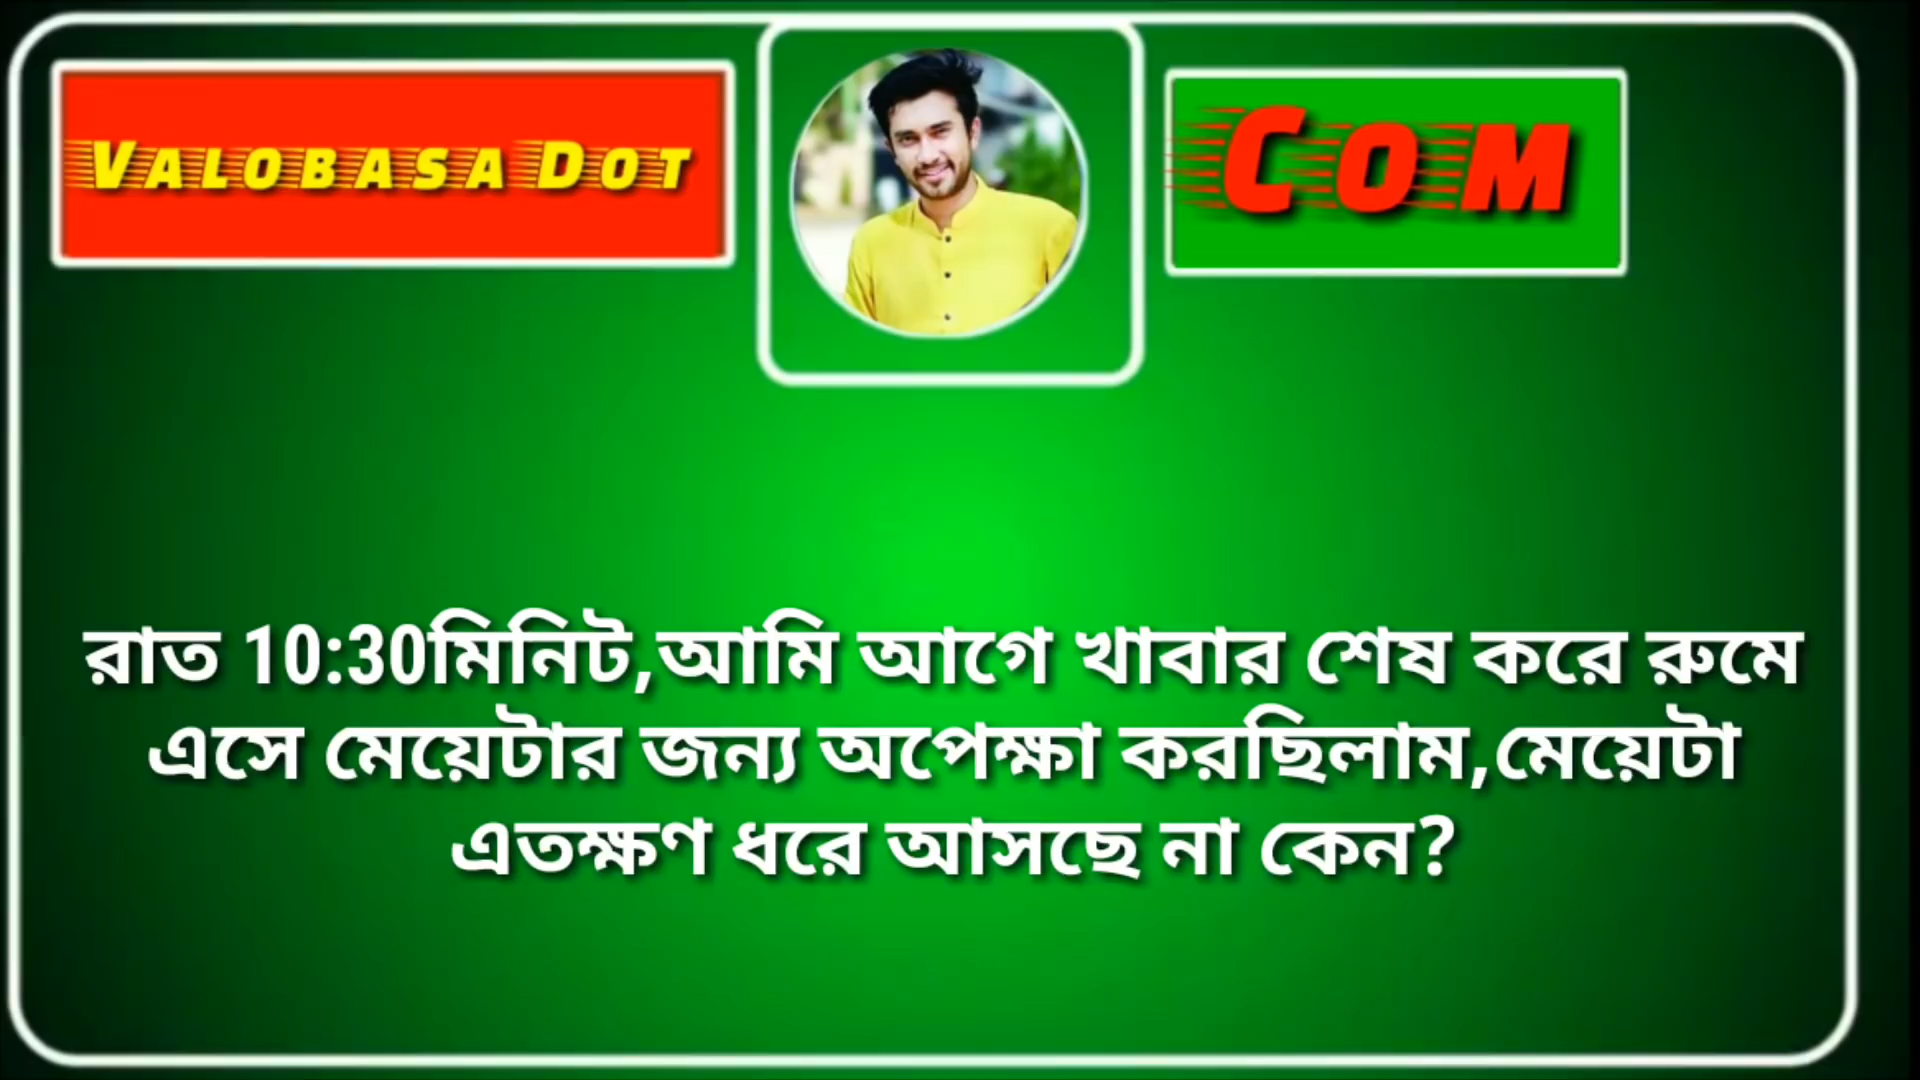 Valobasa Dot
Com
রাত 10:30মিনিট,আমি আগে খাবার শেষ করে রুমে
এসে মেয়েটার জন্য অপেক্ষা করছিলাম,মেয়েটা
এতক্ষণ ধরে আসছে না কেন?